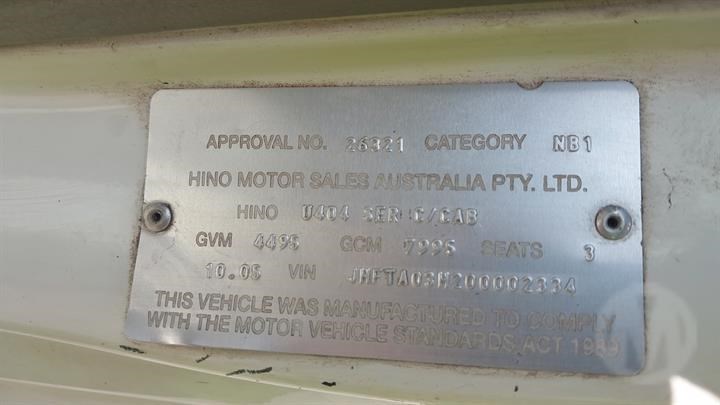 APPROVAL NO. 26321 CATEGORY NB1
HINO MOTOR SALES AUSTRALIA PTY. LTD.
HINO U404 SER C/CAB
GVM 4495 GCM 7995 SEATS 3
10.06 VIN
THIS VEHICLE WAS MANUFACTURED TO COMPLY
WITH THE MOTOR VEHICLE STANDARDS ACT 1989